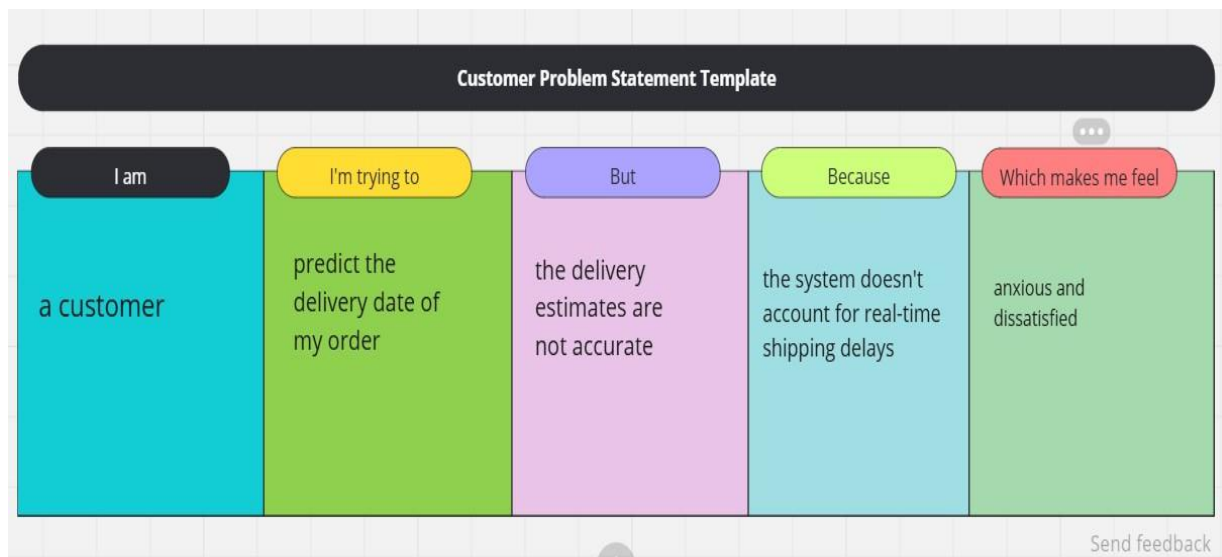 Customer Problem Statement Template
I am
I'm trying to
But
Because
Which makes me feel
a customer
predict the
delivery date of
my order
the delivery
estimates are
not accurate
the system doesn't
account for real-time
shipping delays
anxious and
dissatisfied
Send feedback